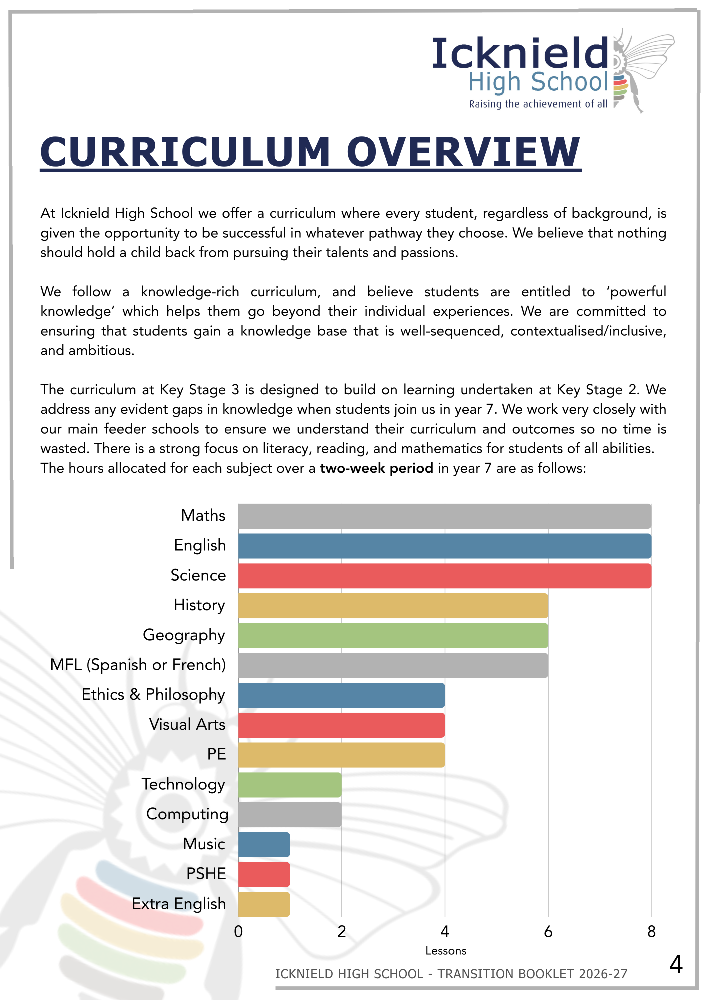 Icknield
High School
Raising the achievement of all
CURRICULUM OVERVIEW
At Icknield High School we offer a curriculum where every student, regardless of background, is
given the opportunity to be successful in whatever pathway they choose. We believe that nothing
should hold a child back from pursuing their talents and passions.
We follow a knowledge-rich curriculum, and believe students are entitled to ‘powerful
knowledge’ which helps them go beyond their individual experiences. We are committed to
ensuring that students gain a knowledge base that is well-sequenced, contextualised/inclusive,
and ambitious.
The curriculum at Key Stage 3 is designed to build on learning undertaken at Key Stage 2. We
address any evident gaps in knowledge when students join us in year 7. We work very closely with
our main feeder schools to ensure we understand their curriculum and outcomes so no time is
wasted. There is a strong focus on literacy, reading, and mathematics for students of all abilities.
The hours allocated for each subject over a two-week period in year 7 are as follows:
Maths
English
Science
History
Geography
MFL (Spanish or French)
Ethics & Philosophy
Visual Arts
PE
Technology
Computing
Music
PSHE
Extra English
0 2 4 6 8
Lessons
ICKNIELD HIGH SCHOOL - TRANSITION BOOKLET 2026-27
4